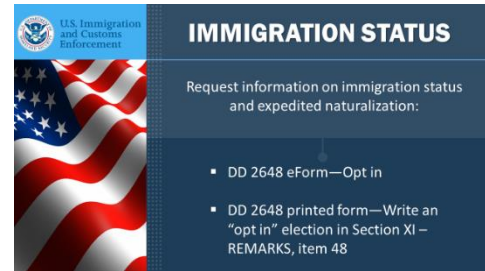 U.S. Immigration
and Customs
Enforcement
IMMIGRATION STATUS
Request information on immigration status
and expedited naturalization:
▪ DD 2648 eForm—Opt in
▪ DD 2648 printed form—Write an
“opt in” election in Section XI –
REMARKS, item 48